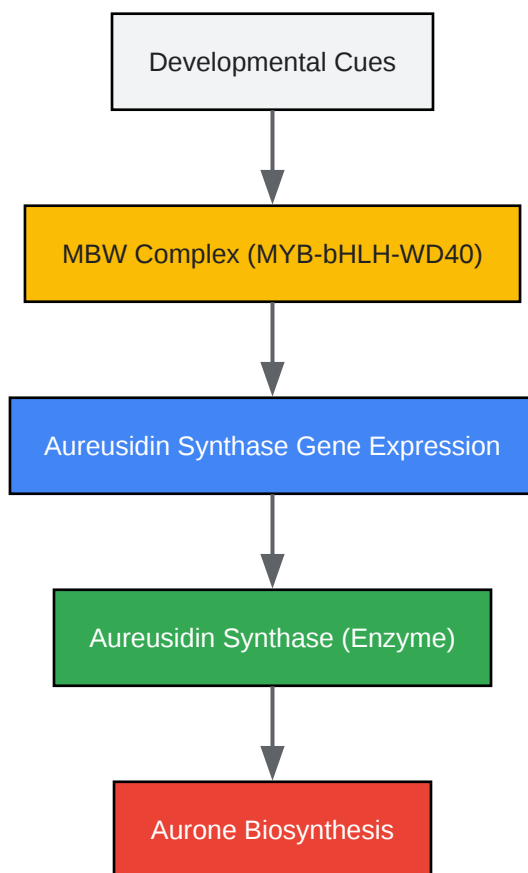 Developmental Cues
MBW Complex (MYB-bHLH-WD40)
Aureusidin Synthase Gene Expression
Aureusidin Synthase (Enzyme)
Aurone Biosynthesis